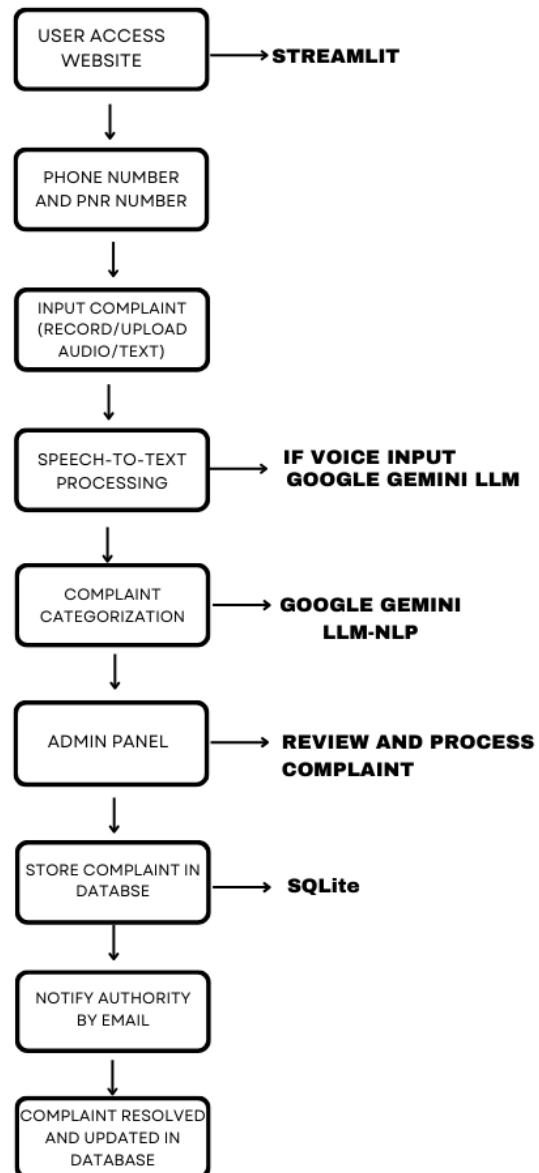 USER ACCESS
WEBSITE
STREAMLIT
PHONE NUMBER
AND PNR NUMBER
INPUT COMPLAINT
(RECORD/UPLOAD
AUDIO/TEXT)
SPEECH-TO-TEXT
PROCESSING
IF VOICE INPUT
GOOGLE GEMINI LLM
COMPLAINT
CATEGORIZATION
GOOGLE GEMINI
LLM-NLP
ADMIN PANEL
REVIEW AND PROCESS
COMPLAINT
STORE COMPLAINT IN
DATABSE
SQLite
NOTIFY AUTHORITY
BY EMAIL
COMPLAINT RESOLVED
AND UPDATED IN
DATABASE